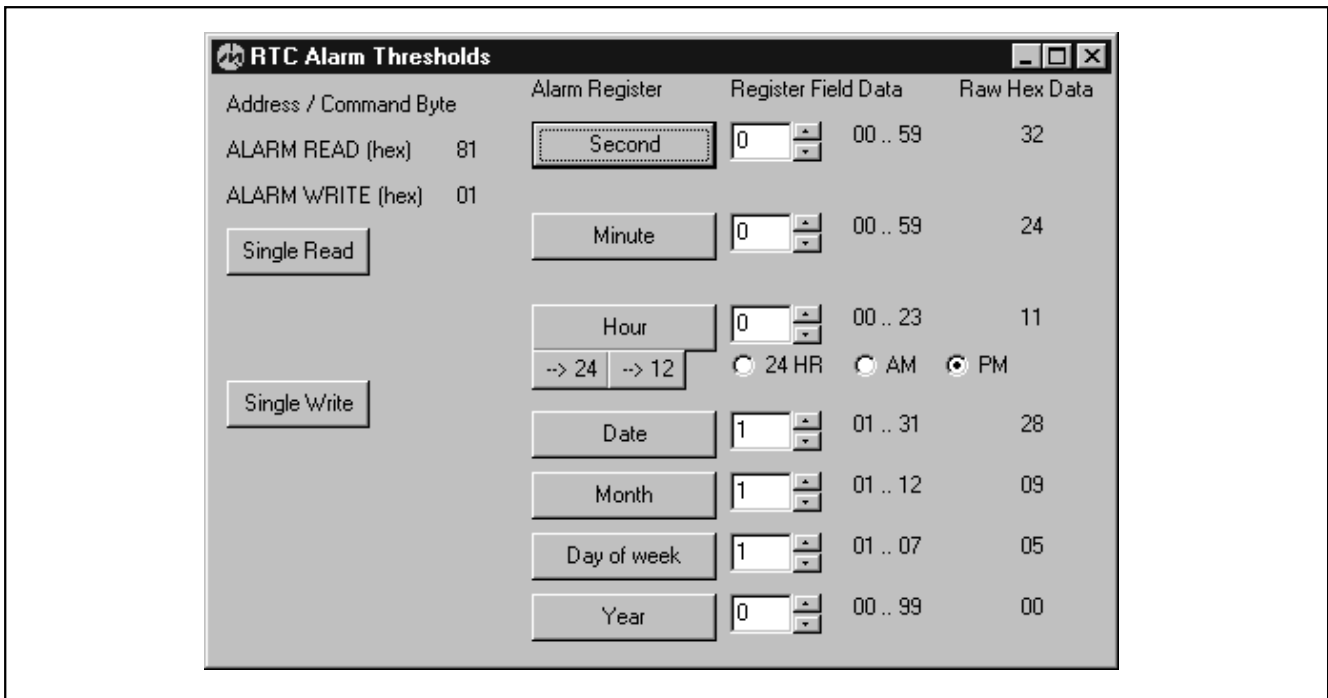 RTC Alarm Thresholds
Address / Command Byte
Alarm Register
Register Field Data
Raw Hex Data
ALARM READ (hex) 81
ALARM WRITE (hex) 01
Single Read
Single Write
Second 0 00 .. 59 32
Minute 0 00 .. 59 24
Hour 0 00 .. 23 11
--> 24 --> 12 24 HR AM PM
Date 1 01 .. 31 28
Month 1 01 .. 12 09
Day of week 1 01 .. 07 05
Year 0 00 .. 99 00